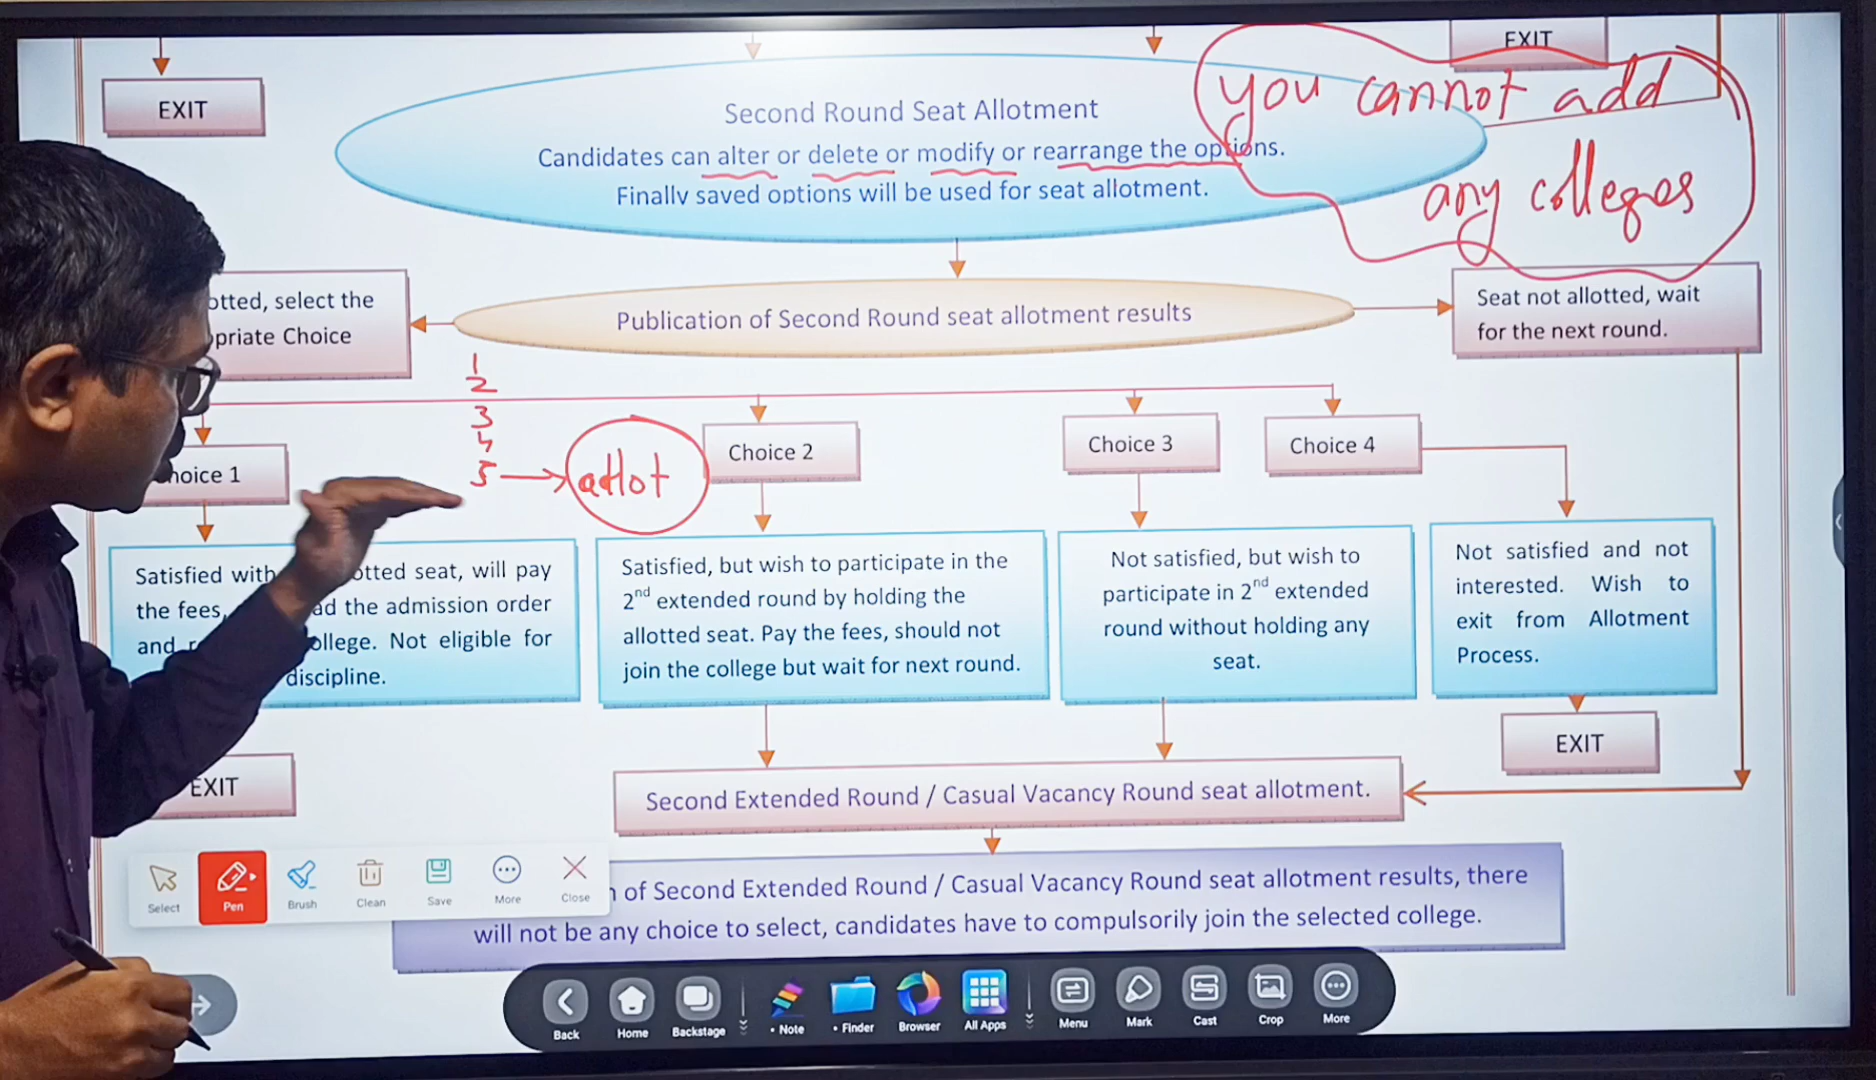 EXIT
EXIT
you cannot add
any colleges
Second Round Seat Allotment
Candidates can alter or delete or modify or rearrange the options.
Finally saved options will be used for seat allotment.
otted, select the
priate Choice
Publication of Second Round seat allotment results
Seat not allotted, wait
for the next round.
1
2
3
4
5 → allot
hoice 1
Choice 2
Choice 3
Choice 4
Satisfied with otted seat, will pay
the fees, ad the admission order
and ollege. Not eligible for
discipline.
Satisfied, but wish to participate in the
2nd extended round by holding the
allotted seat. Pay the fees, should not
join the college but wait for next round.
Not satisfied, but wish to
participate in 2nd extended
round without holding any
seat.
Not satisfied and not
interested. Wish to
exit from Allotment
Process.
EXIT
EXIT
Second Extended Round / Casual Vacancy Round seat allotment.
of Second Extended Round / Casual Vacancy Round seat allotment results, there
will not be any choice to select, candidates have to compulsorily join the selected college.
Select Pen Brush Clean Save More Close
Back Home Backstage • Note • Finder Browser All Apps Menu Mark Cast Crop More